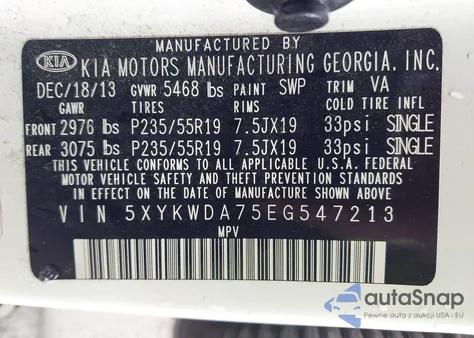 MANUFACTURED BY
KIA KIA MOTORS MANUFACTURING GEORGIA, INC.
DEC/18/13 GVWR 5468 lbs PAINT SWP TRIM VA
GAWR TIRES RIMS COLD TIRE INFL
FRONT 2976 lbs P235/55R19 7.5JX19 33psi SINGLE
REAR 3075 lbs P235/55R19 7.5JX19 33psi SINGLE
THIS VEHICLE CONFORMS TO ALL APPLICABLE U.S.A. FEDERAL
MOTOR VEHICLE SAFETY AND THEFT PREVENTION STANDARDS
IN EFFECT ON THE DATE OF MANUFACTURE SHOWN ABOVE
VIN 5XYKWDA75EG547213
MPV
autoSnap
Pewne auta z aukcji USA i EU